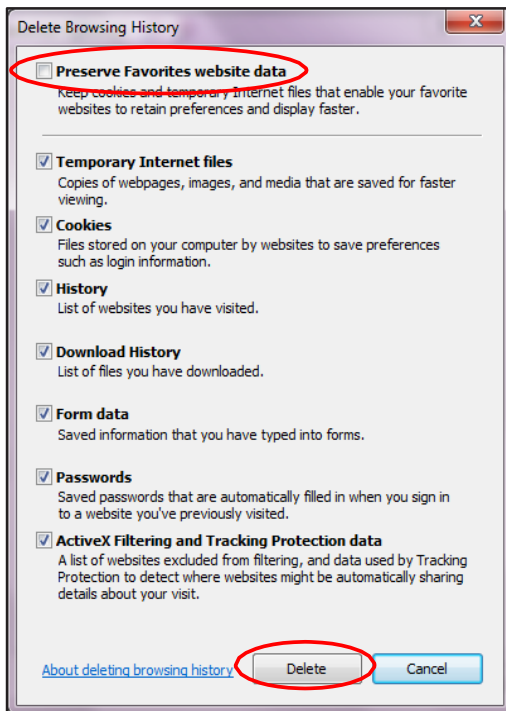 Delete Browsing History
Preserve Favorites website data
Keep cookies and temporary Internet files that enable your favorite
websites to retain preferences and display faster.
Temporary Internet files
Copies of webpages, images, and media that are saved for faster
viewing.
Cookies
Files stored on your computer by websites to save preferences
such as login information.
History
List of websites you have visited.
Download History
List of files you have downloaded.
Form data
Saved information that you have typed into forms.
Passwords
Saved passwords that are automatically filled in when you sign in
to a website you've previously visited.
ActiveX Filtering and Tracking Protection data
A list of websites excluded from filtering, and data used by Tracking
Protection to detect where websites might be automatically sharing
details about your visit.
About deleting browsing history Delete Cancel